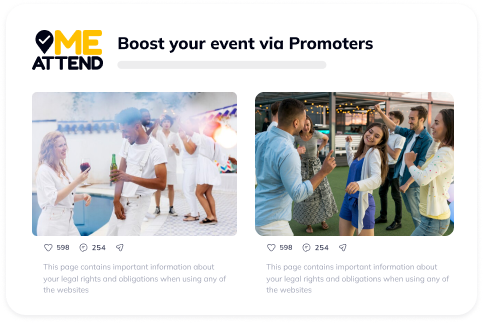 ME
ATTEND
Boost your event via Promoters
598 254
598 254
This page contains important information about
your legal rights and obligations when using any of
the websites
This page contains important information about
your legal rights and obligations when using any of
the websites